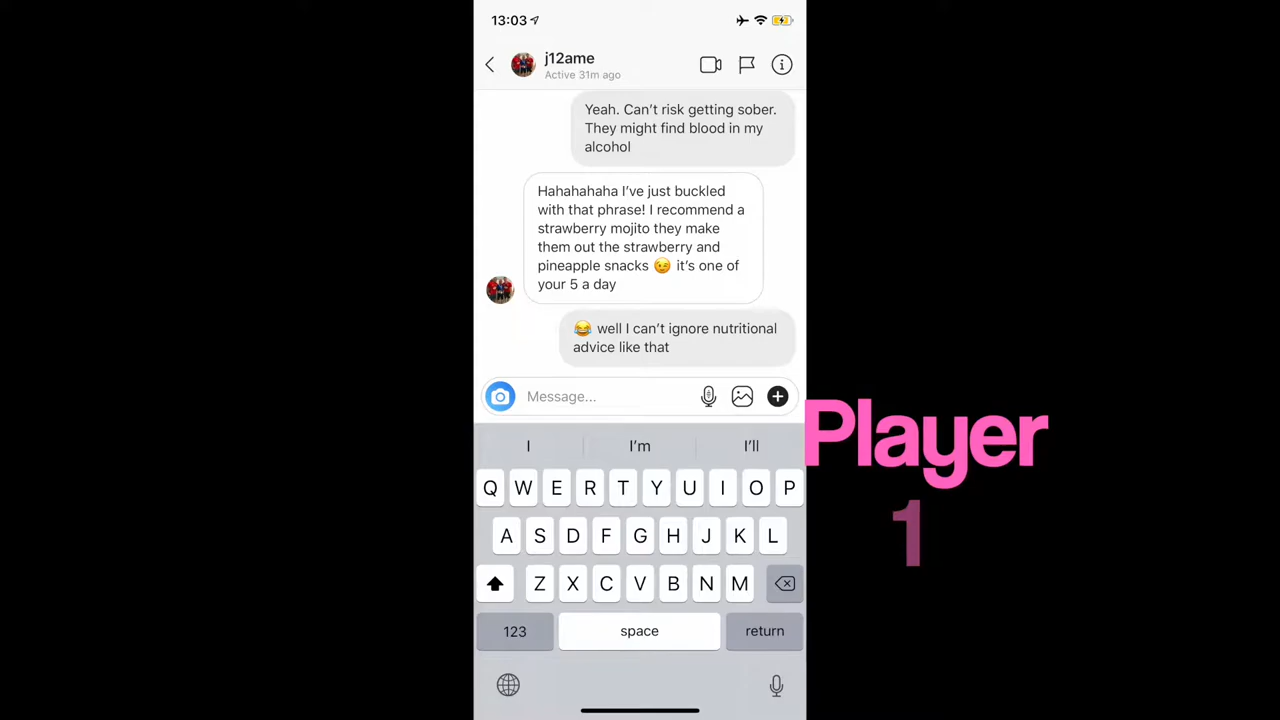 13:03
j12ame
Active 31m ago
Yeah. Can’t risk getting sober.
They might find blood in my
alcohol
Hahahahaha I’ve just buckled
with that phrase! I recommend a
strawberry mojito they make
them out the strawberry and
pineapple snacks 😉 it’s one of
your 5 a day
😂 well I can’t ignore nutritional
advice like that
Message...
Player
1
I I’m I’ll
Q W E R T Y U I O P
A S D F G H J K L
Z X C V B N M
123 space return